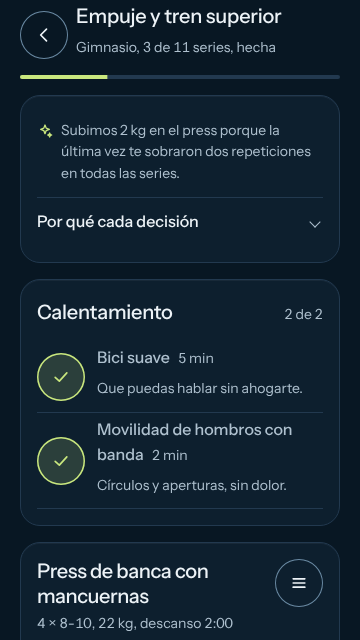 Empuje y tren superior
Gimnasio, 3 de 11 series, hecha
Subimos 2 kg en el press porque la
última vez te sobraron dos repeticiones
en todas las series.
Por qué cada decisión
Calentamiento 2 de 2
Bici suave 5 min
Que puedas hablar sin ahogarte.
Movilidad de hombros con
banda 2 min
Círculos y aperturas, sin dolor.
Press de banca con
mancuernas
4 × 8-10, 22 kg, descanso 2:00